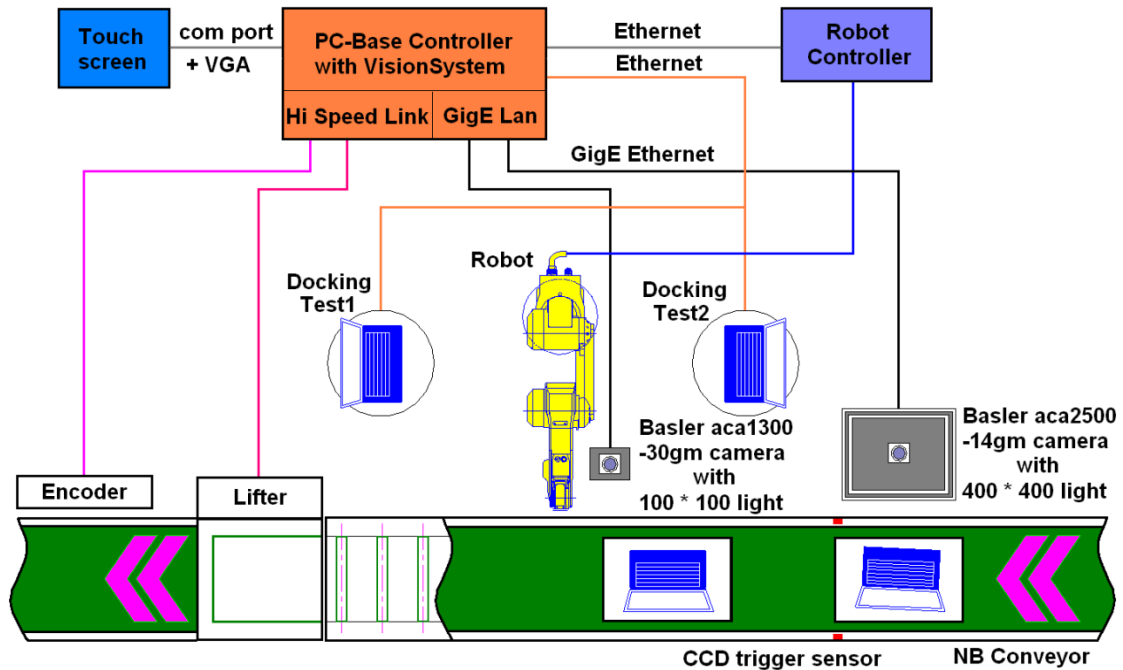 Touch
screen
com port
+ VGA
PC-Base Controller
with VisionSystem
Hi Speed Link
GigE Lan
Ethernet
Ethernet
Robot
Controller
GigE Ethernet
Robot
Docking
Test1
Docking
Test2
Basler aca1300
-30gm camera
with
100 * 100 light
Basler aca2500
-14gm camera
with
400 * 400 light
Encoder
Lifter
CCD trigger sensor
NB Conveyor